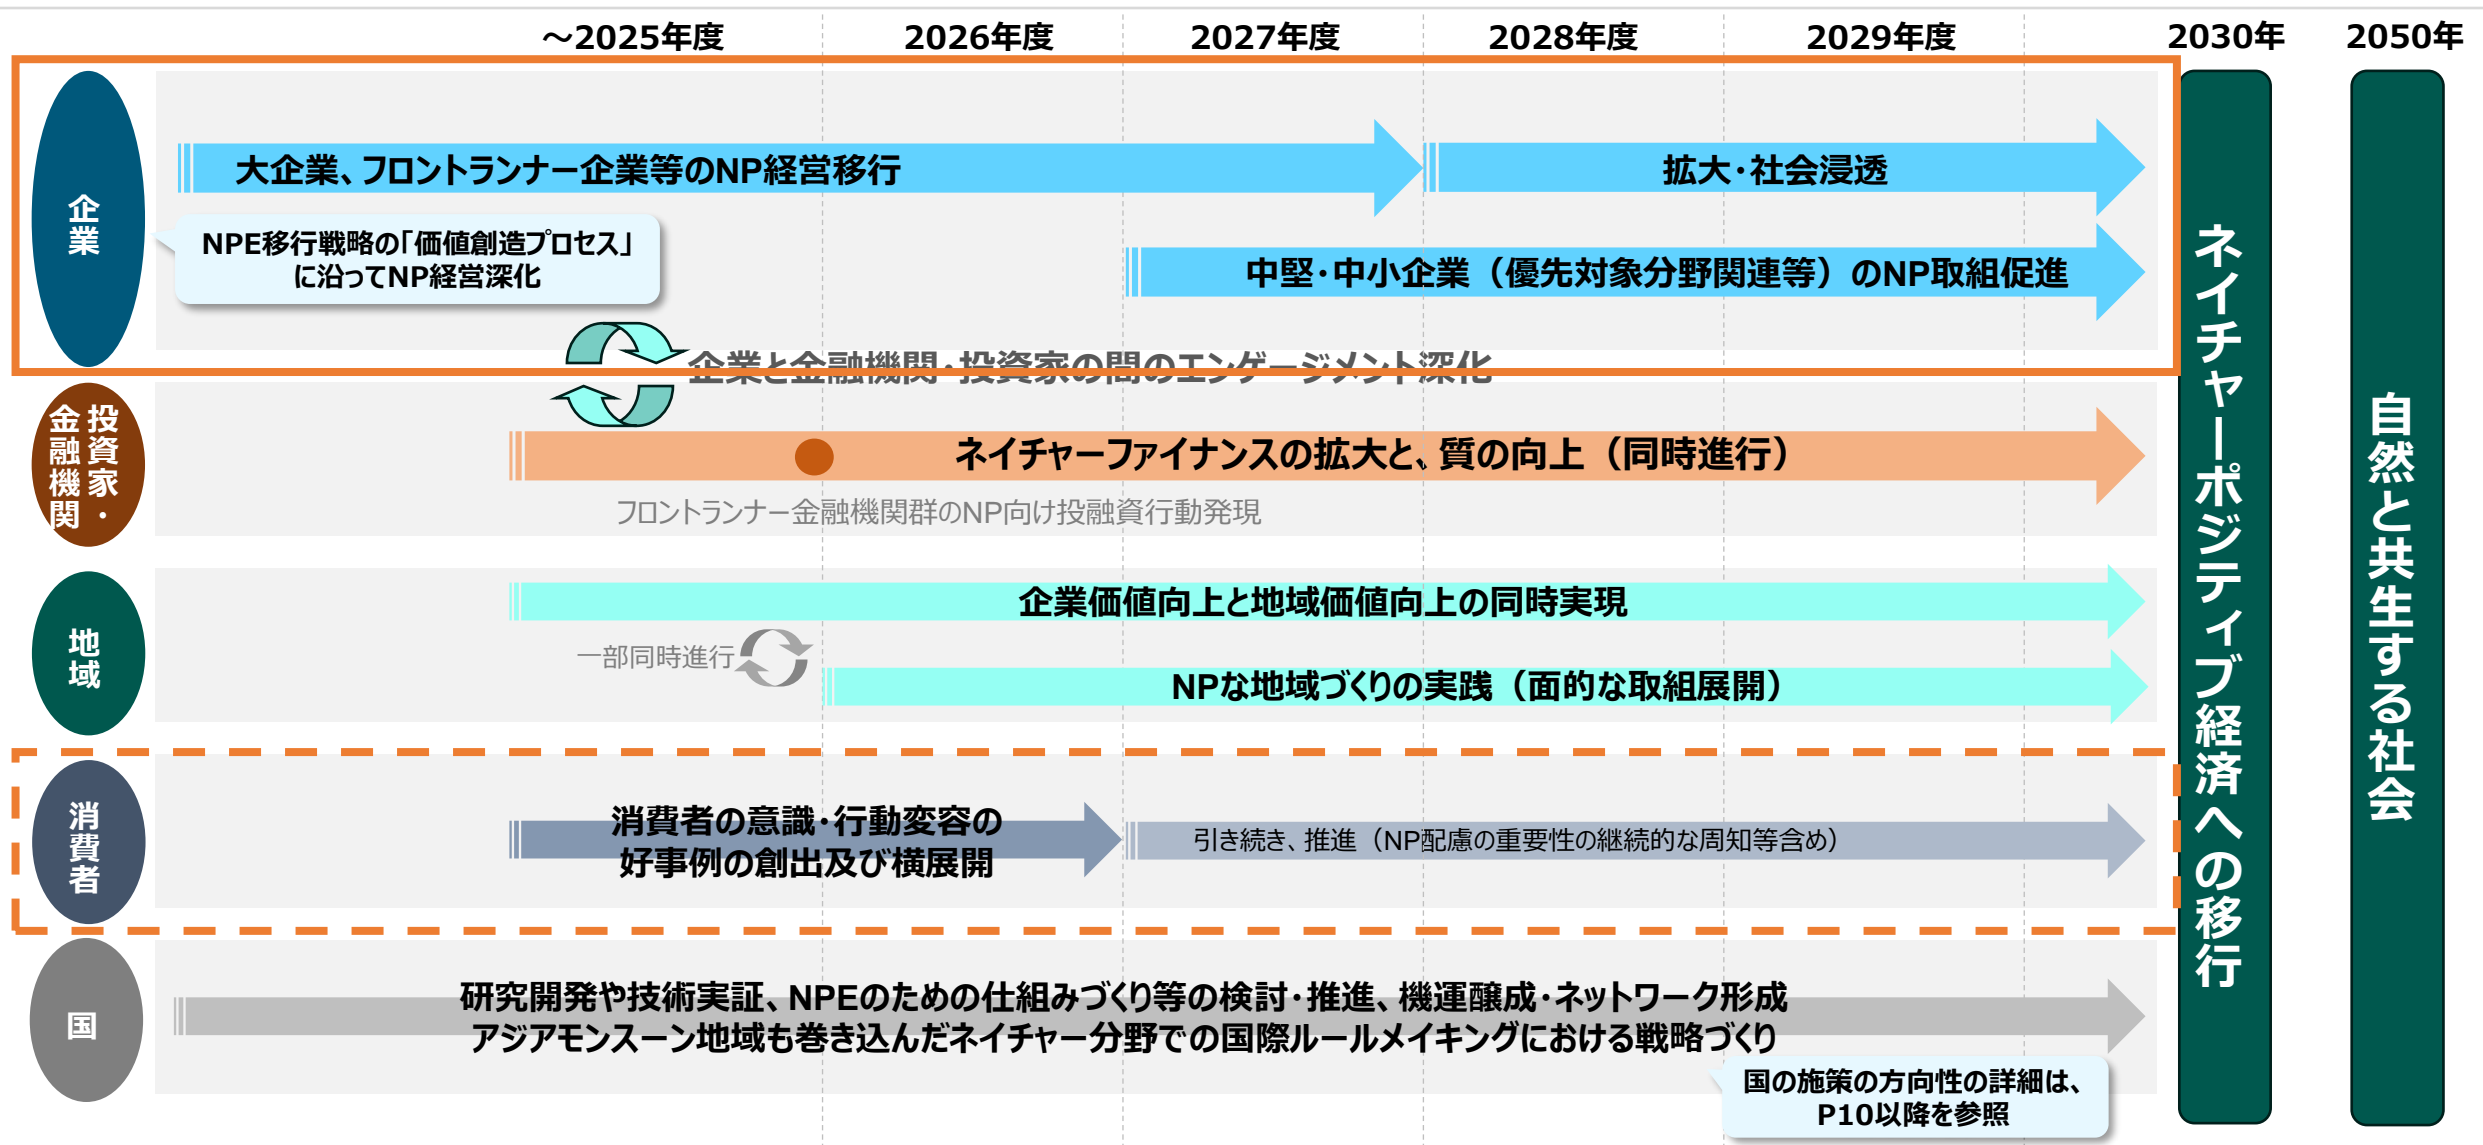 ～2025年度
2026年度
2027年度
2028年度
2029年度
2030年
2050年
企業
大企業、フロントランナー企業等のNP経営移行
拡大・社会浸透
NPE移行戦略の「価値創造プロセス」
に沿ってNP経営深化
中堅・中小企業（優先対象分野関連等）のNP取組促進
企業と金融機関・投資家の間のエンゲージメント深化
投資家・
金融機関
ネイチャーファイナンスの拡大と、質の向上（同時進行）
フロントランナー金融機関群のNP向け投融資行動発現
地域
企業価値向上と地域価値向上の同時実現
一部同時進行
NPな地域づくりの実践（面的な取組展開）
消費者
消費者の意識・行動変容の
好事例の創出及び横展開
引き続き、推進（NP配慮の重要性の継続的な周知等含め）
国
研究開発や技術実証、NPEのための仕組みづくり等の検討・推進、機運醸成・ネットワーク形成
アジアモンスーン地域も巻き込んだネイチャー分野での国際ルールメイキングにおける戦略づくり
国の施策の方向性の詳細は、
P10以降を参照
ネイチャーポジティブ経済への移行
自然と共生する社会